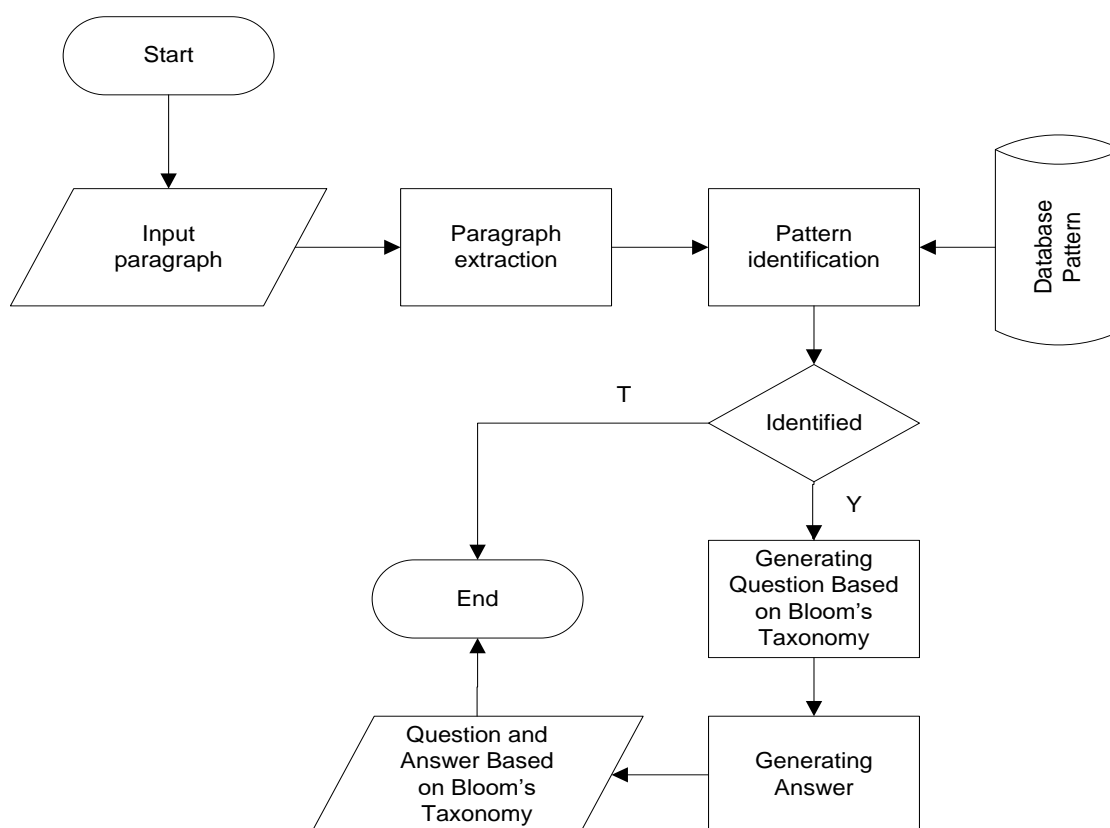 Start
Input
paragraph
Paragraph
extraction
Pattern
identification
Database
Pattern
T
Identified
Y
Generating
Question Based
on Bloom's
Taxonomy
End
Question and
Answer Based
on Bloom's
Taxonomy
Generating
Answer